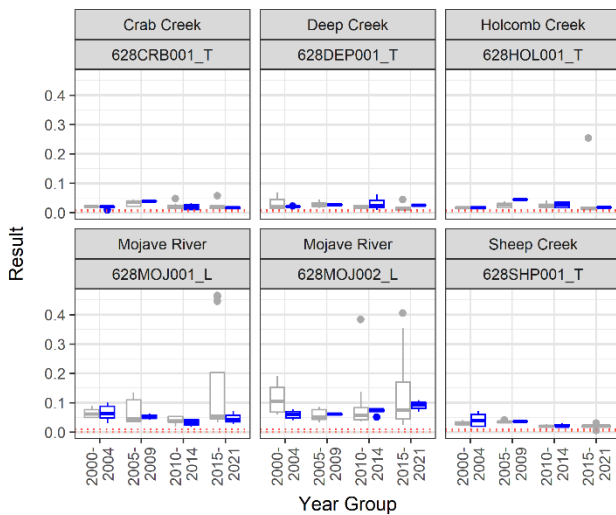 Crab Creek Deep Creek Holcomb Creek
628CRB001_T 628DEP001_T 628HOL001_T
0.4
0.3
0.2
0.1
0.0
Result
Mojave River Mojave River Sheep Creek
628MOJ001_L 628MOJ002_L 628SHP001_T
0.4
0.3
0.2
0.1
0.0
2000-2004 2005-2009 2010-2014 2015-2021 2000-2004 2005-2009 2010-2014 2015-2021 2000-2004 2005-2009 2010-2014 2015-2021
Year Group